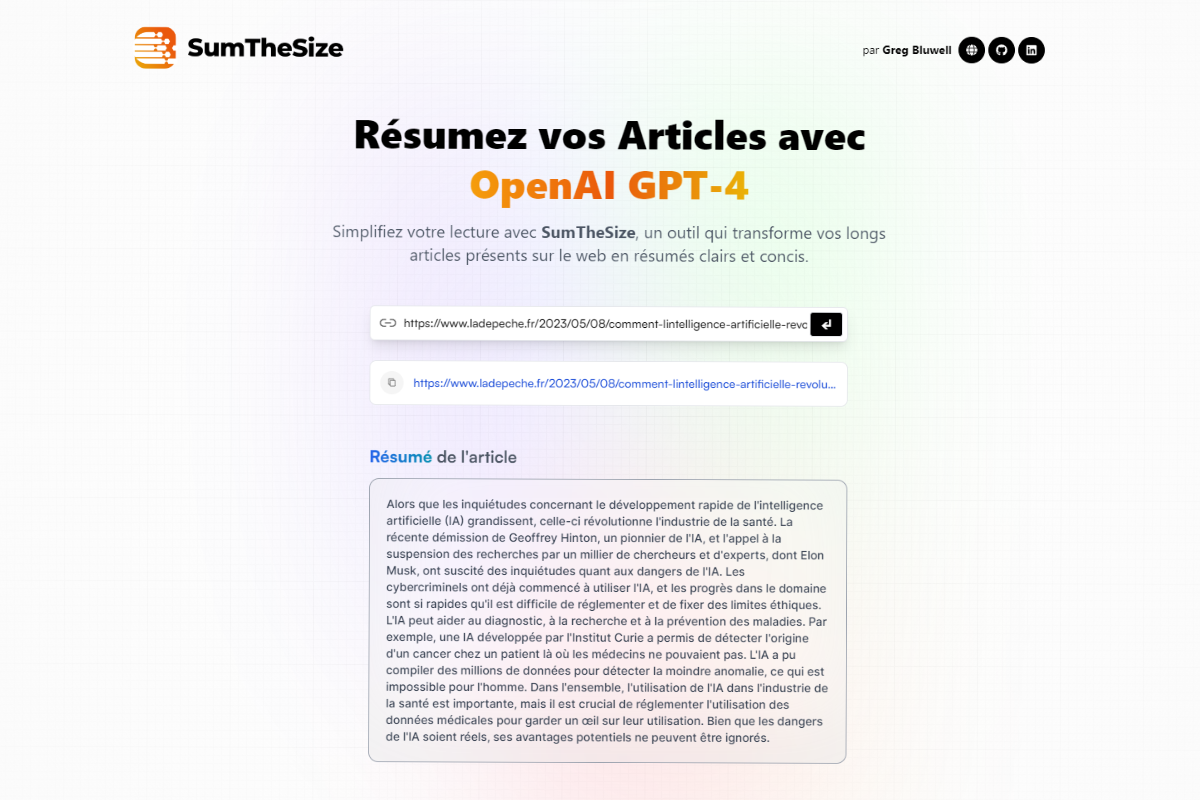 SumTheSize
par Greg Bluwell
Résumez vos Articles avec
OpenAI GPT-4
Simplifiez votre lecture avec SumTheSize, un outil qui transforme vos longs
articles présents sur le web en résumés clairs et concis.
https://www.ladepeche.fr/2023/05/08/comment-lintelligence-artificielle-revc
https://www.ladepeche.fr/2023/05/08/comment-lintelligence-artificielle-revolu...
Résumé de l'article
Alors que les inquiétudes concernant le développement rapide de l'intelligence
artificielle (IA) grandissent, celle-ci révolutionne l'industrie de la santé. La
récente démission de Geoffrey Hinton, un pionnier de l'IA, et l'appel à la
suspension des recherches par un millier de chercheurs et d'experts, dont Elon
Musk, ont suscité des inquiétudes quant aux dangers de l'IA. Les
cybercriminels ont déjà commencé à utiliser l'IA, et les progrès dans le domaine
sont si rapides qu'il est difficile de réglementer et de fixer des limites éthiques.
L'IA peut aider au diagnostic, à la recherche et à la prévention des maladies. Par
exemple, une IA développée par l'Institut Curie a permis de détecter l'origine
d'un cancer chez un patient là où les médecins ne pouvaient pas. L'IA a pu
compiler des millions de données pour détecter la moindre anomalie, ce qui est
impossible pour l'homme. Dans l'ensemble, l'utilisation de l'IA dans l'industrie de
la santé est importante, mais il est crucial de réglementer l'utilisation des
données médicales pour garder un œil sur leur utilisation. Bien que les dangers
de l'IA soient réels, ses avantages potentiels ne peuvent être ignorés.